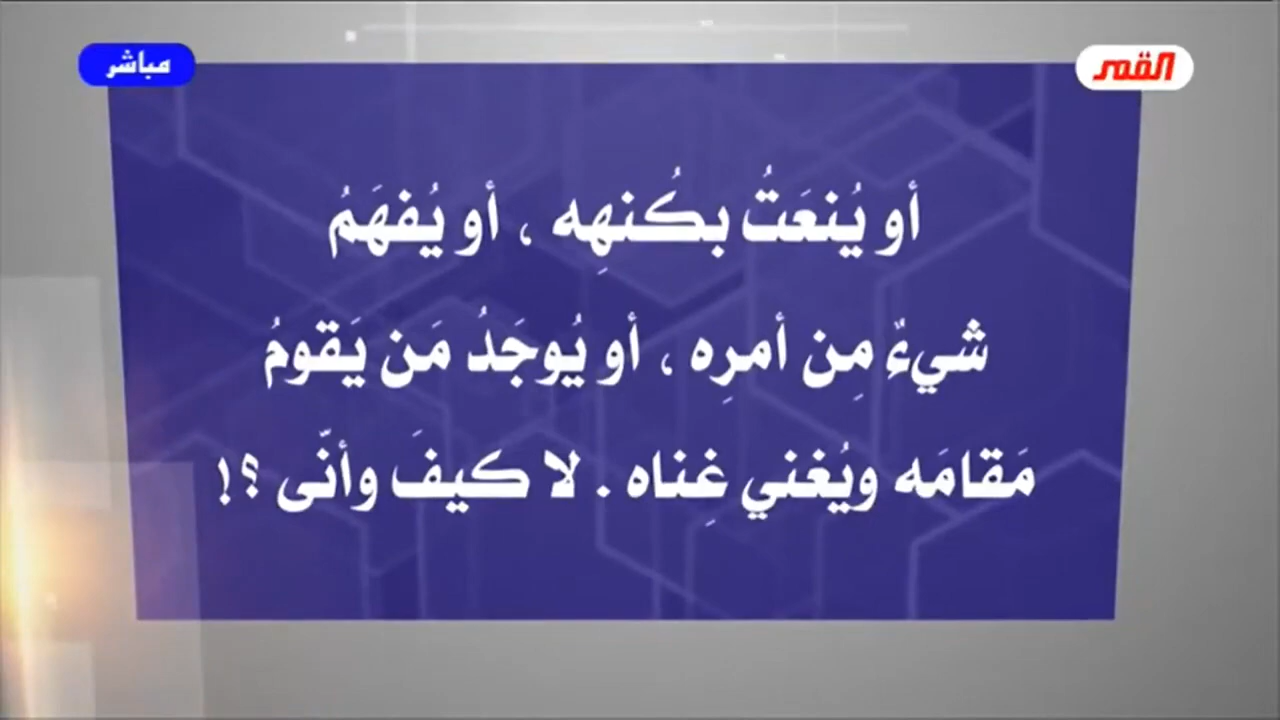 مباشر
القمر
أو يُنعَتُ بكُنهِه ، أو يُفهَمُ
شيءٌ مِن أمرِه ، أو يُوجَدُ مَن يَقومُ
مَقامَه ويُغني غِناه . لا كيفَ وأنّى ؟!